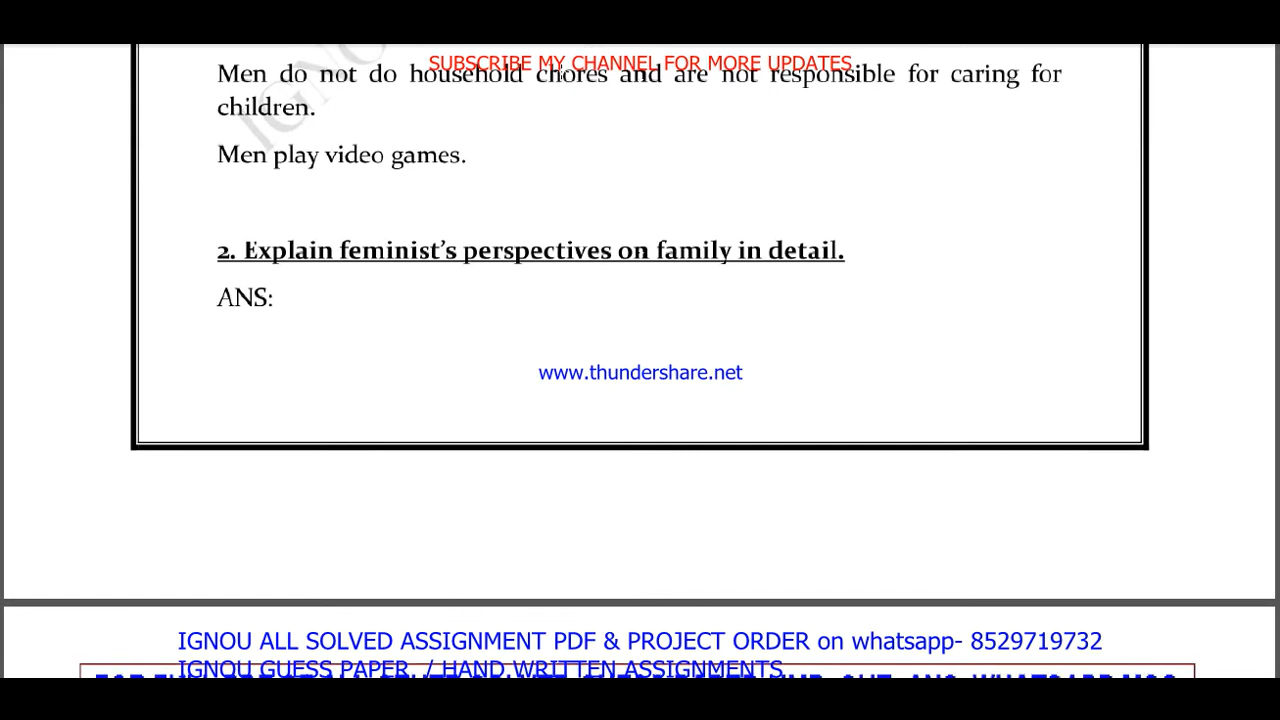 SUBSCRIBE MY CHANNEL FOR MORE UPDATES
Men do not do household chores and are not responsible for caring for
children.
Men play video games.
2. Explain feminist's perspectives on family in detail.
ANS:
www.thundershare.net
IGNOU ALL SOLVED ASSIGNMENT PDF & PROJECT ORDER on whatsapp- 8529719732
IGNOU GUESS PAPER / HAND WRITTEN ASSIGNMENTS